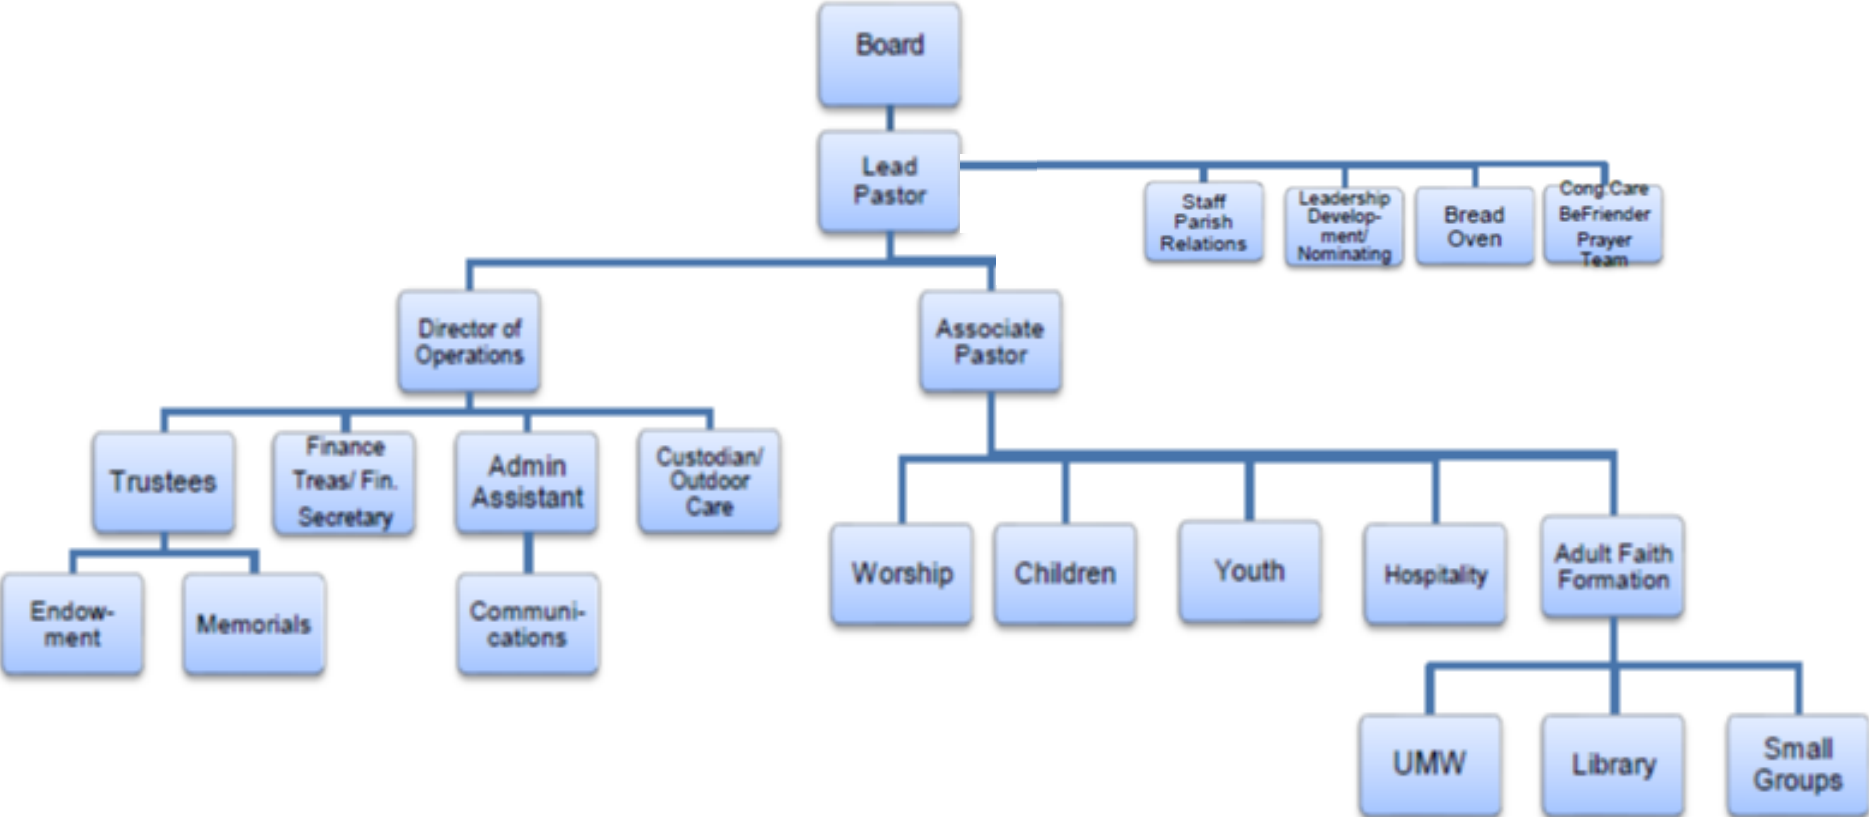 Board
Lead
Pastor
Staff
Parish
Relations
Leadership
Develop-
ment/
Nominating
Bread
Oven
Cong.Care
BeFriender
Prayer
Team
Director of
Operations
Associate
Pastor
Trustees
Finance
Treas/ Fin.
Secretary
Admin
Assistant
Custodian/
Outdoor
Care
Endow-
ment
Memorials
Communi-
cations
Worship
Children
Youth
Hospitality
Adult Faith
Formation
UMW
Library
Small
Groups